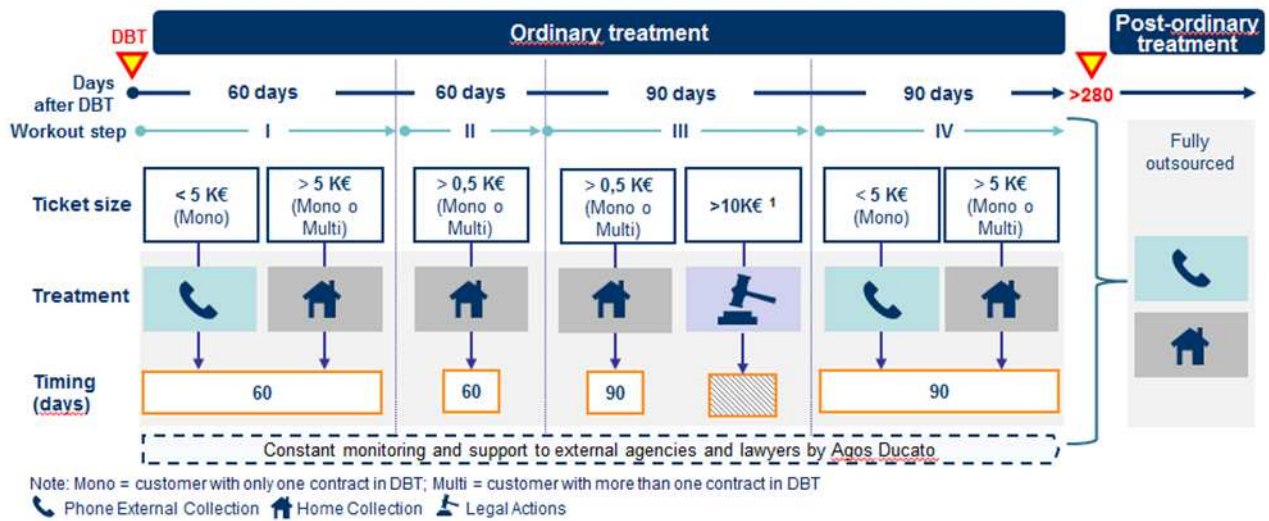 Ordinary treatment
Post-ordinary
treatment
DBT
Days
after DBT
60 days
60 days
90 days
90 days
>280
Workout step
I
II
III
IV
Fully
outsourced
Ticket size
< 5 K€
(Mono)
> 5 K€
(Mono o
Multi)
> 0,5 K€
(Mono o
Multi)
> 0,5 K€
(Mono o
Multi)
>10K€ ¹
< 5 K€
(Mono)
> 5 K€
(Mono o
Multi)
Treatment
Timing
(days)
60
60
90
90
Constant monitoring and support to external agencies and lawyers by Agos Ducato
Note: Mono = customer with only one contract in DBT; Multi = customer with more than one contract in DBT
Phone External Collection Home Collection Legal Actions